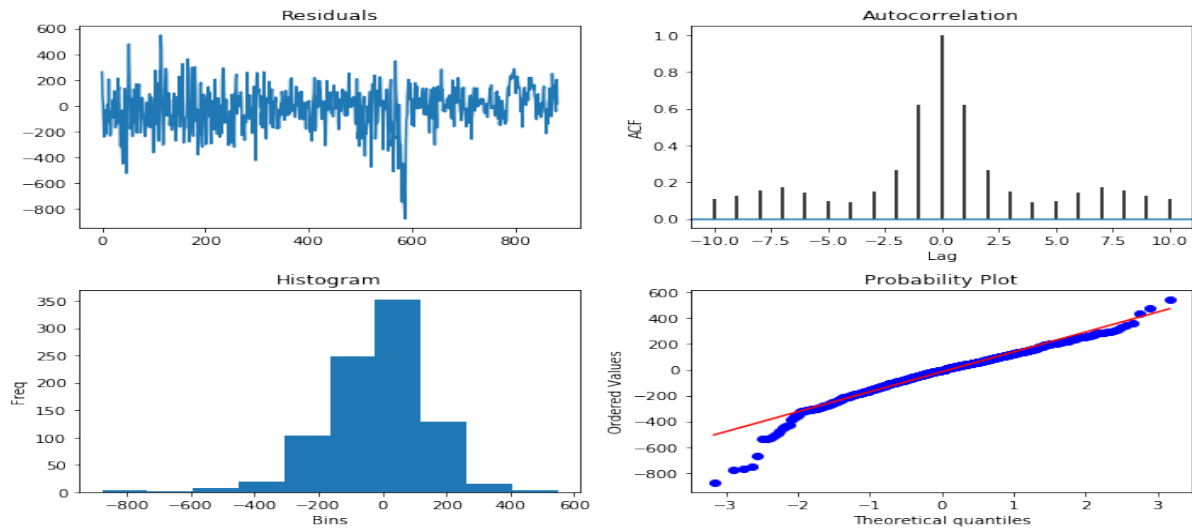 Residuals
600
400
200
0
−200
−400
−600
−800
0 200 400 600 800
Autocorrelation
ACF
1.0
0.8
0.6
0.4
0.2
0.0
−10.0 −7.5 −5.0 −2.5 0.0 2.5 5.0 7.5 10.0
Lag
Histogram
Freq
350
300
250
200
150
100
50
0
−800 −600 −400 −200 0 200 400 600
Bins
Probability Plot
Ordered Values
600
400
200
0
−200
−400
−600
−800
−3 −2 −1 0 1 2 3
Theoretical quantiles